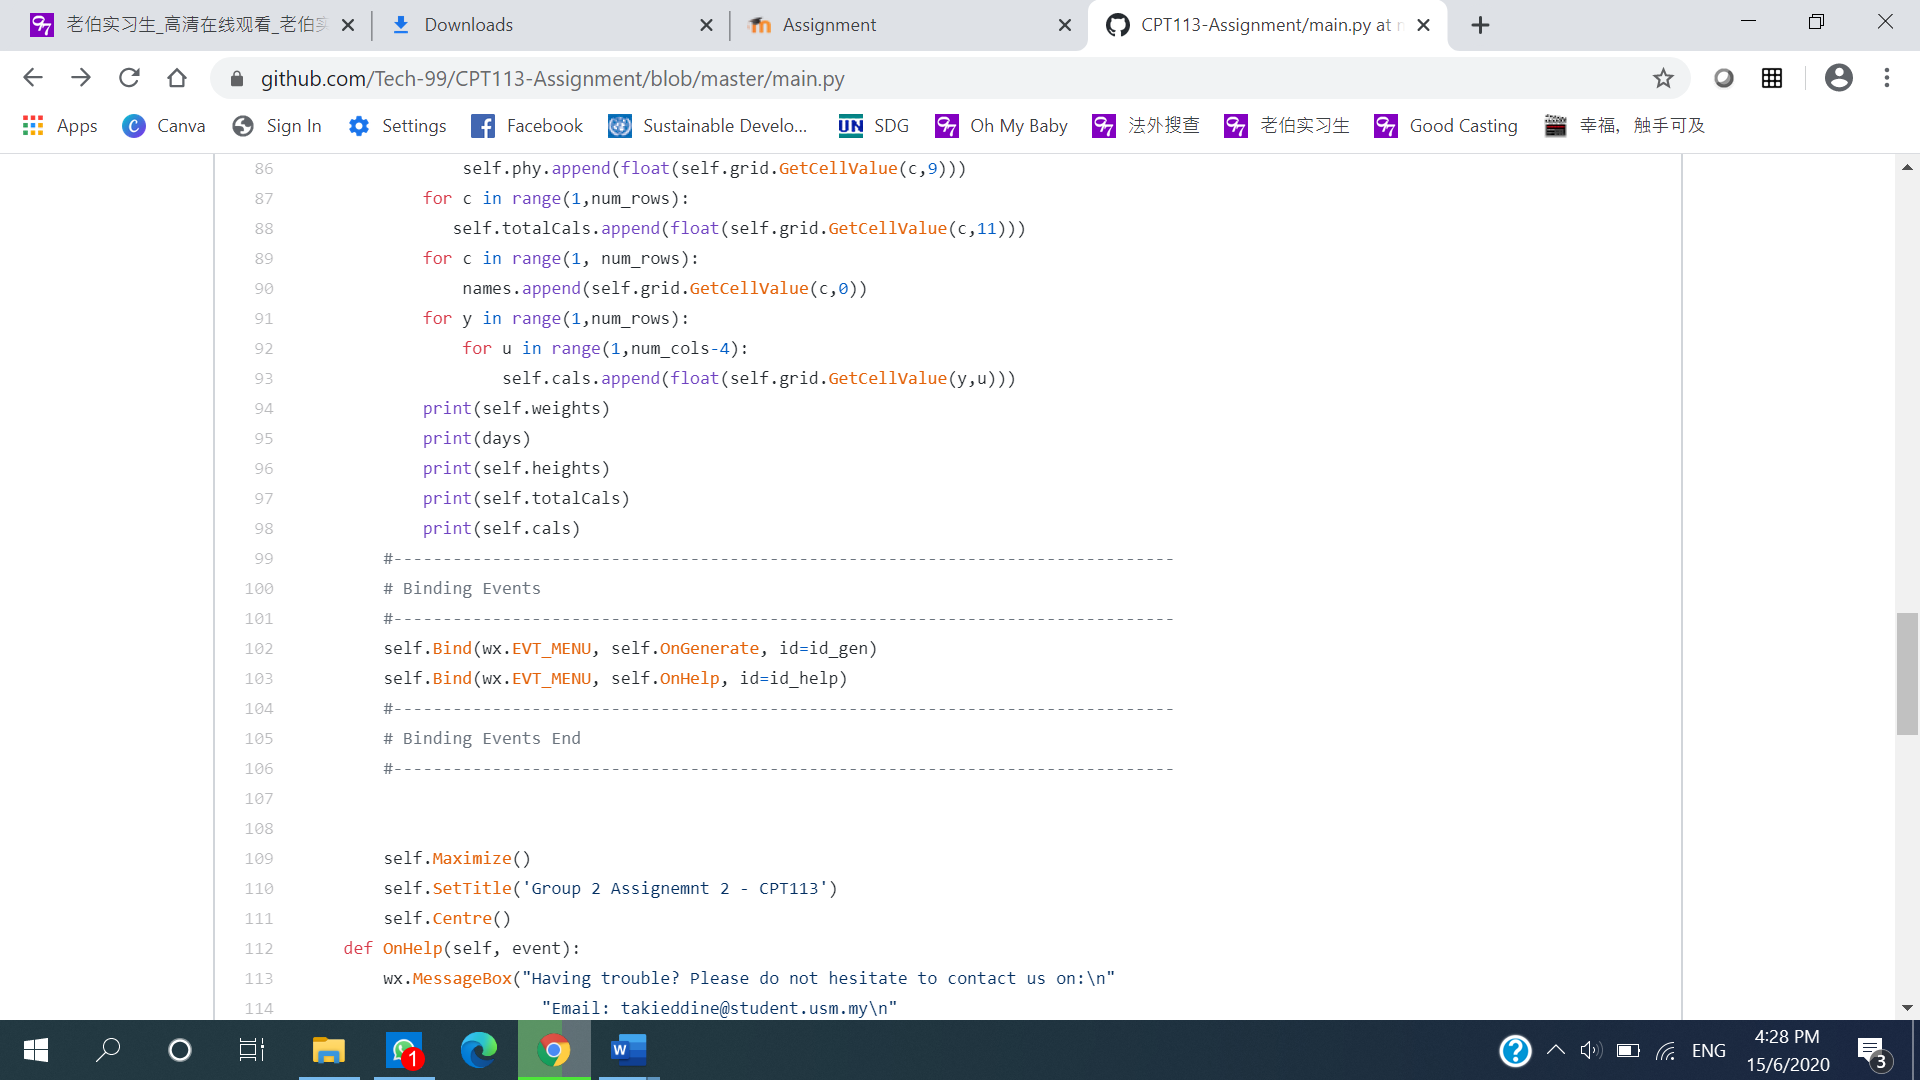 老伯实习生_高清在线观看_老伯实
Downloads
Assignment
CPT113-Assignment/main.py at
github.com/Tech-99/CPT113-Assignment/blob/master/main.py
Apps Canva Sign In Settings Facebook Sustainable Develo... UN SDG Oh My Baby 法外搜查 老伯实习生 Good Casting 幸福，触手可及
86 self.phy.append(float(self.grid.GetCellValue(c,9)))
87 for c in range(1,num_rows):
88 self.totalCals.append(float(self.grid.GetCellValue(c,11)))
89 for c in range(1, num_rows):
90 names.append(self.grid.GetCellValue(c,0))
91 for y in range(1,num_rows):
92 for u in range(1,num_cols-4):
93 self.cals.append(float(self.grid.GetCellValue(y,u)))
94 print(self.weights)
95 print(days)
96 print(self.heights)
97 print(self.totalCals)
98 print(self.cals)
99 #-------------------------------------------------------------------------------
100 # Binding Events
101 #-------------------------------------------------------------------------------
102 self.Bind(wx.EVT_MENU, self.OnGenerate, id=id_gen)
103 self.Bind(wx.EVT_MENU, self.OnHelp, id=id_help)
104 #-------------------------------------------------------------------------------
105 # Binding Events End
106 #-------------------------------------------------------------------------------
107
108
109 self.Maximize()
110 self.SetTitle('Group 2 Assignemnt 2 - CPT113')
111 self.Centre()
112 def OnHelp(self, event):
113 wx.MessageBox("Having trouble? Please do not hesitate to contact us on:\n"
114 "Email: takieddine@student.usm.my\n"
1
W
ENG
4:28 PM
15/6/2020
3